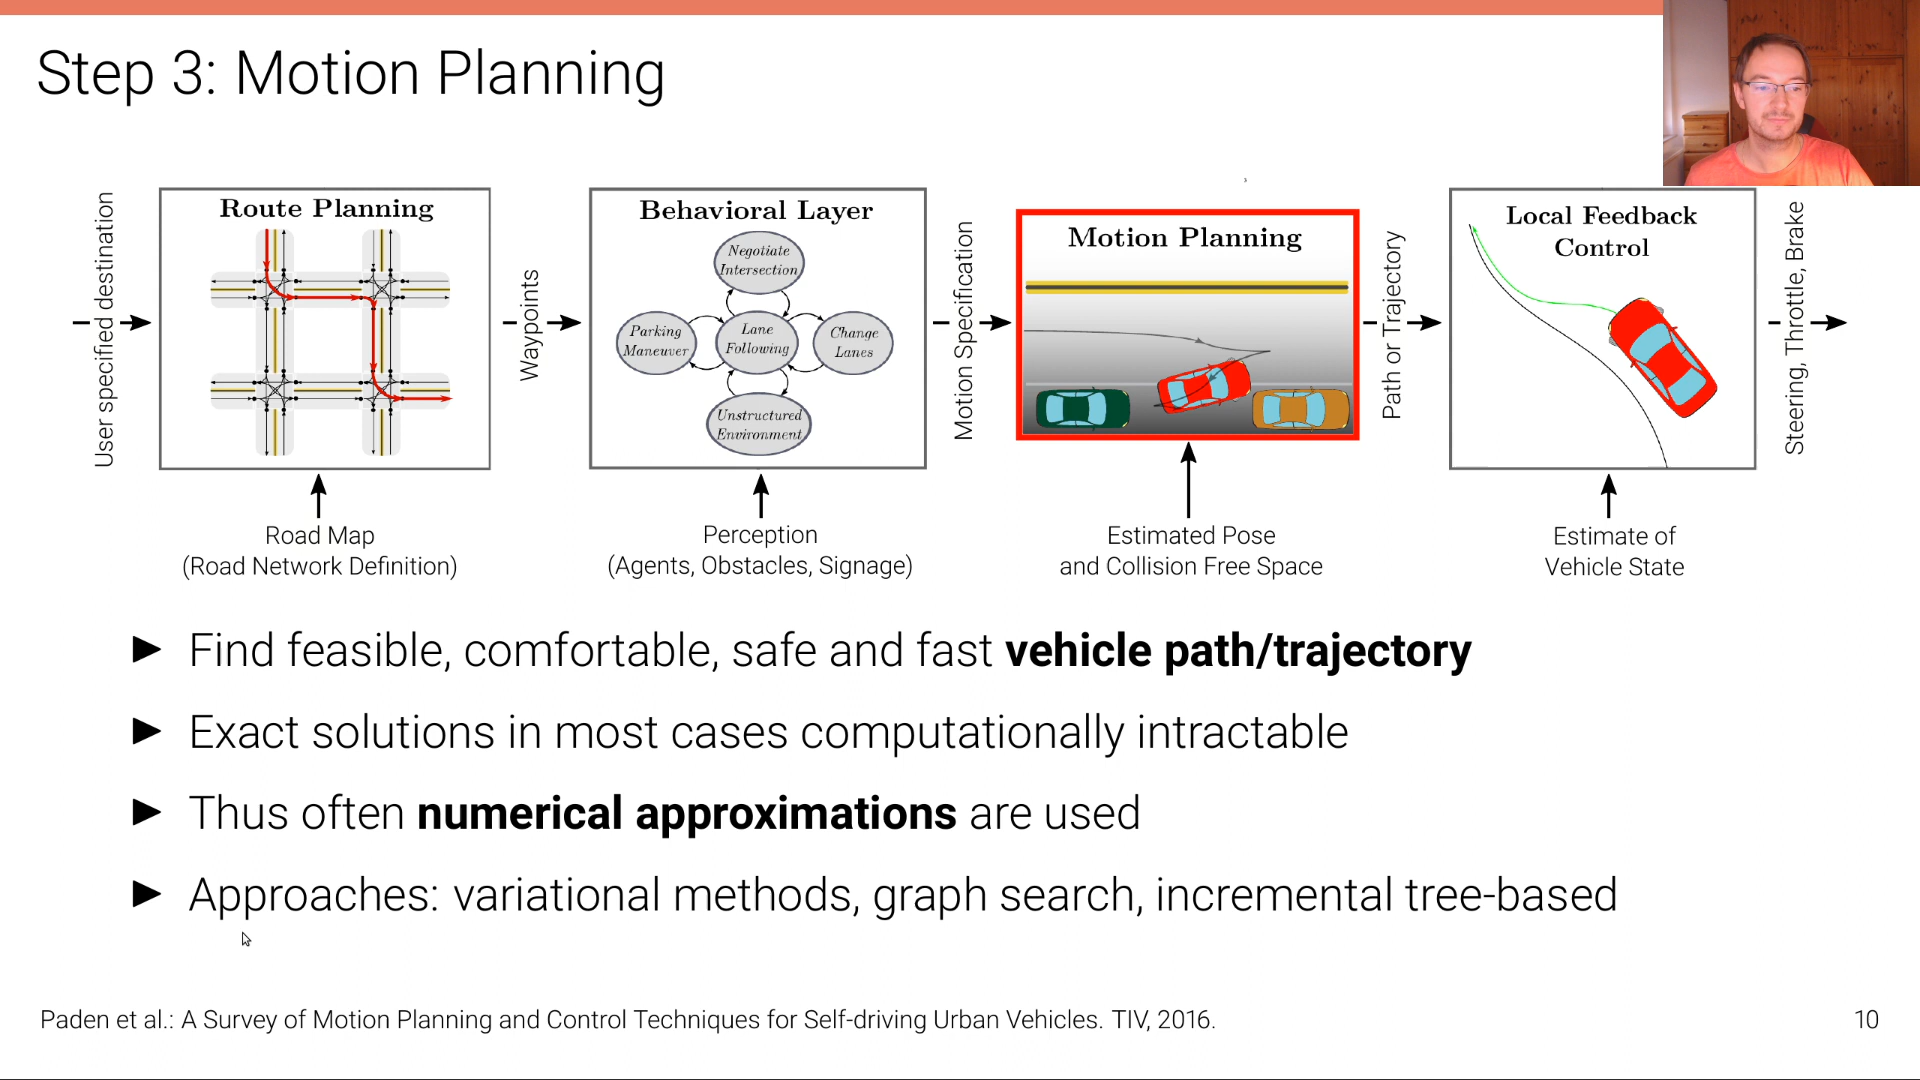 Step 3: Motion Planning
User specified destination
Route Planning
Road Map
(Road Network Definition)
Waypoints
Behavioral Layer
Negotiate
Intersection
Parking
Maneuver
Lane
Following
Change
Lanes
Unstructured
Environment
Perception
(Agents, Obstacles, Signage)
Motion Specification
Motion Planning
Estimated Pose
and Collision Free Space
Path or Trajectory
Local Feedback
Control
Estimate of
Vehicle State
Steering, Throttle, Brake
► Find feasible, comfortable, safe and fast vehicle path/trajectory
► Exact solutions in most cases computationally intractable
► Thus often numerical approximations are used
► Approaches: variational methods, graph search, incremental tree-based
Paden et al.: A Survey of Motion Planning and Control Techniques for Self-driving Urban Vehicles. TIV, 2016.
10